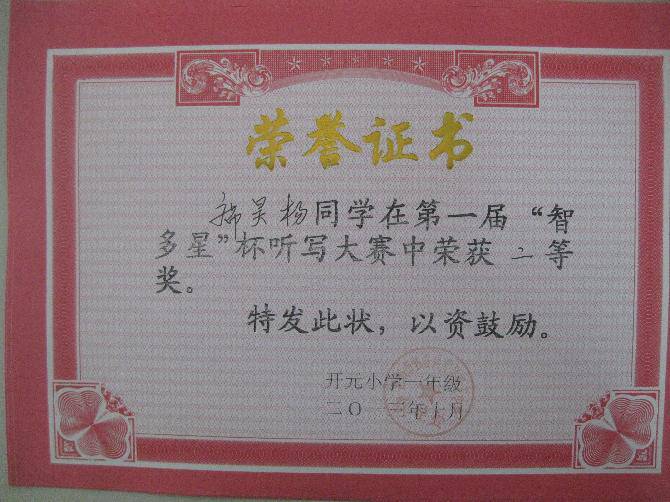 荣誉证书
昊杨同学在第一届“智
多星”杯听写大赛中荣获 二 等
奖。
特发此状，以资鼓励。
开元小学一年级
二〇一三年十月